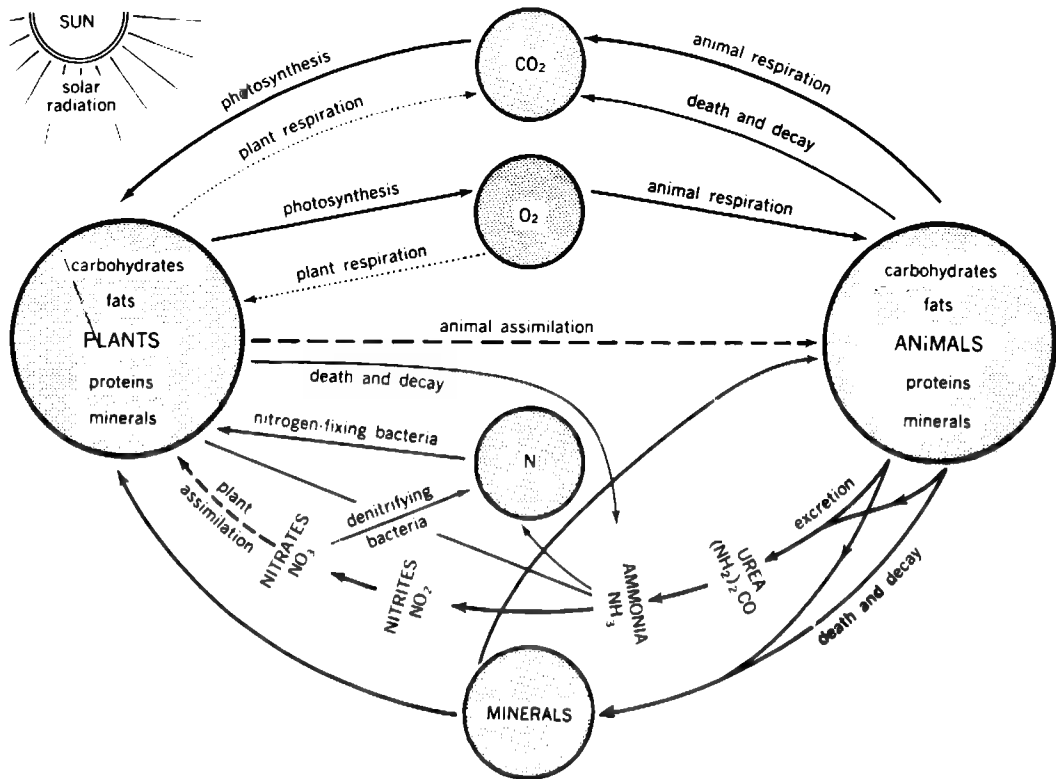 SUN
solar
radiation
photosynthesis
plant respiration
CO₂
animal respiration
death and decay
photosynthesis
O₂
animal respiration
plant respiration
carbohydrates
fats
PLANTS
proteins
minerals
animal assimilation
carbohydrates
fats
ANiMALS
proteins
minerals
death and decay
nitrogen-fixing bacteria
N
plant
assimilation
denitrifying
bacteria
NITRATES
NO₃
NITRITES
NO₂
AMMONIA
NH₃
UREA
(NH₂)₂CO
excretion
death and decay
MINERALS